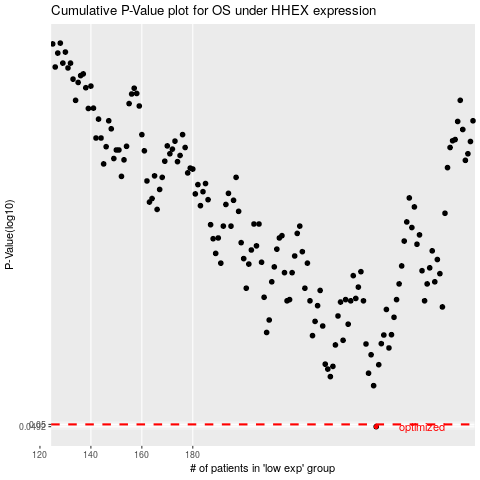 Cumulative P-Value plot for OS under HHEX expression
P-Value(log10)
0.05
0.0492
optimized
120 140 160 180
# of patients in 'low exp' group